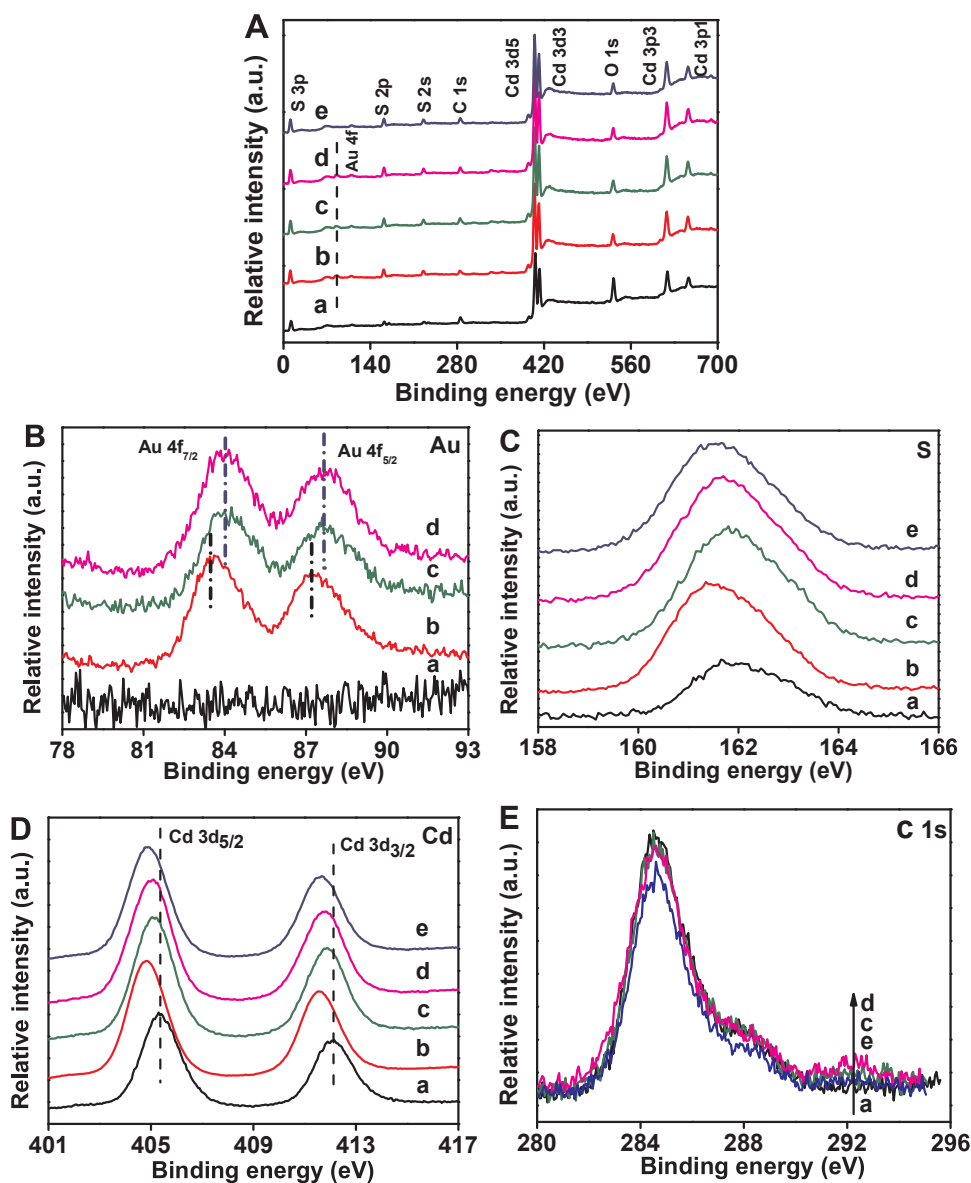 A
Relative intensity (a.u.)
S 3p
Au 4f
S 2p
S 2s
C 1s
Cd 3d5
Cd 3d3
O 1s
Cd 3p3
Cd 3p1
e
d
c
b
a
0 140 280 420 560 700
Binding energy (eV)
B
Au
Au 4f7/2
Au 4f5/2
Relative intensity (a.u.)
d
c
b
a
78 81 84 87 90 93
Binding energy (eV)
C
S
Relative intensity (a.u.)
e
d
c
b
a
158 160 162 164 166
Binding energy (eV)
D
Cd
Cd 3d5/2
Cd 3d3/2
Relative intensity (a.u.)
e
d
c
b
a
401 405 409 413 417
Binding energy (eV)
E
C 1s
Relative intensity (a.u.)
d
c
e
a
280 284 288 292 296
Binding energy (eV)